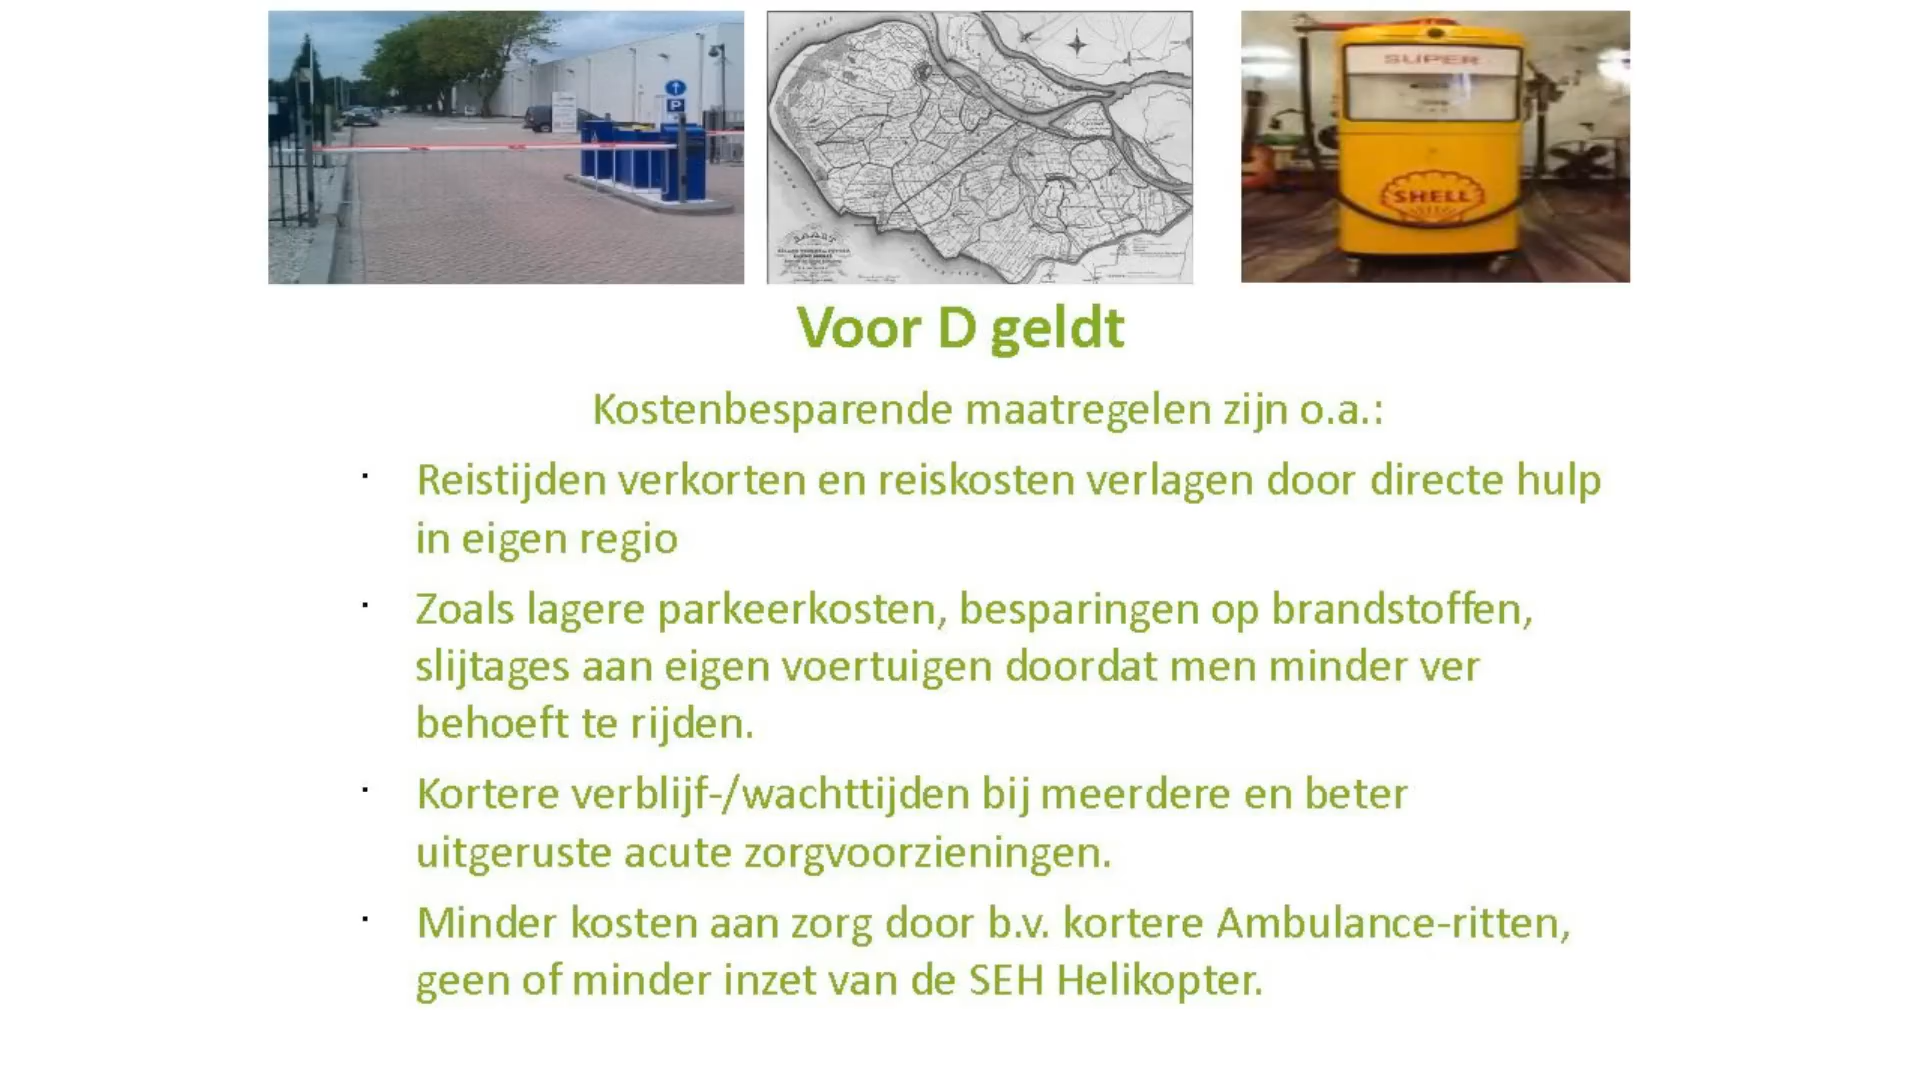 P
KAART
SUPER
SHELL
Voor D geldt
Kostenbesparende maatregelen zijn o.a.:
· Reistijden verkorten en reiskosten verlagen door directe hulp
in eigen regio
· Zoals lagere parkeerkosten, besparingen op brandstoffen,
slijtages aan eigen voertuigen doordat men minder ver
behoeft te rijden.
· Kortere verblijf-/wachttijden bij meerdere en beter
uitgeruste acute zorgvoorzieningen.
· Minder kosten aan zorg door b.v. kortere Ambulance-ritten,
geen of minder inzet van de SEH Helikopter.